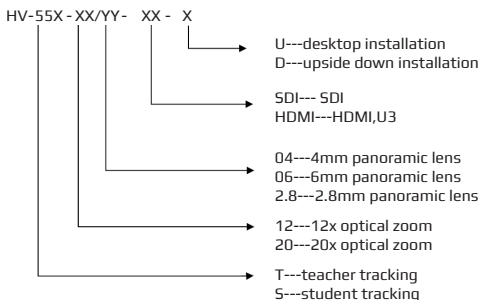 HV-55X-XX/YY- XX - X
U---desktop installation
D---upside down installation
SDI--- SDI
HDMI---HDMI,U3
04---4mm panoramic lens
06---6mm panoramic lens
2.8---2.8mm panoramic lens
12---12x optical zoom
20---20x optical zoom
T---teacher tracking
S---student tracking